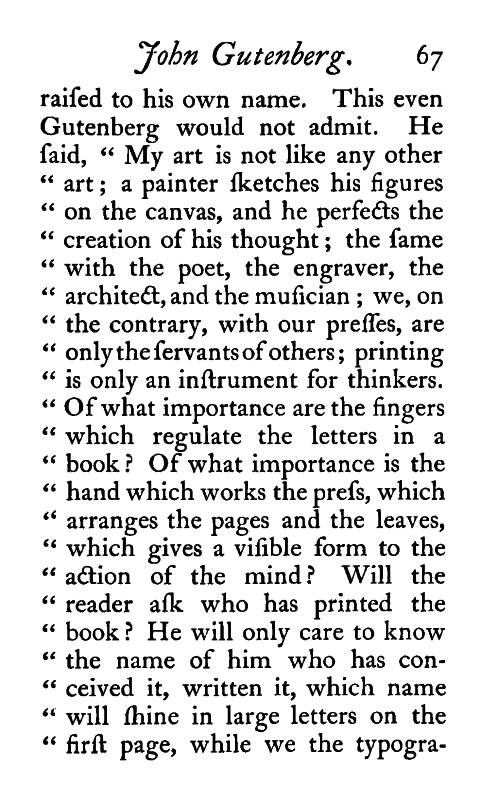 John Gutenberg. 67
raiſed to his own name. This even
Gutenberg would not admit. He
ſaid, “ My art is not like any other
“ art ; a painter ſketches his figures
“ on the canvas, and he perfects the
“ creation of his thought ; the ſame
“ with the poet, the engraver, the
“ architect, and the muſician ; we, on
“ the contrary, with our preſſes, are
“ only the ſervants of others ; printing
“ is only an inſtrument for thinkers.
“ Of what importance are the fingers
“ which regulate the letters in a
“ book ? Of what importance is the
“ hand which works the preſs, which
“ arranges the pages and the leaves,
“ which gives a viſible form to the
“ action of the mind ? Will the
“ reader aſk who has printed the
“ book ? He will only care to know
“ the name of him who has con-
“ ceived it, written it, which name
“ will ſhine in large letters on the
“ firſt page, while we the typogra-